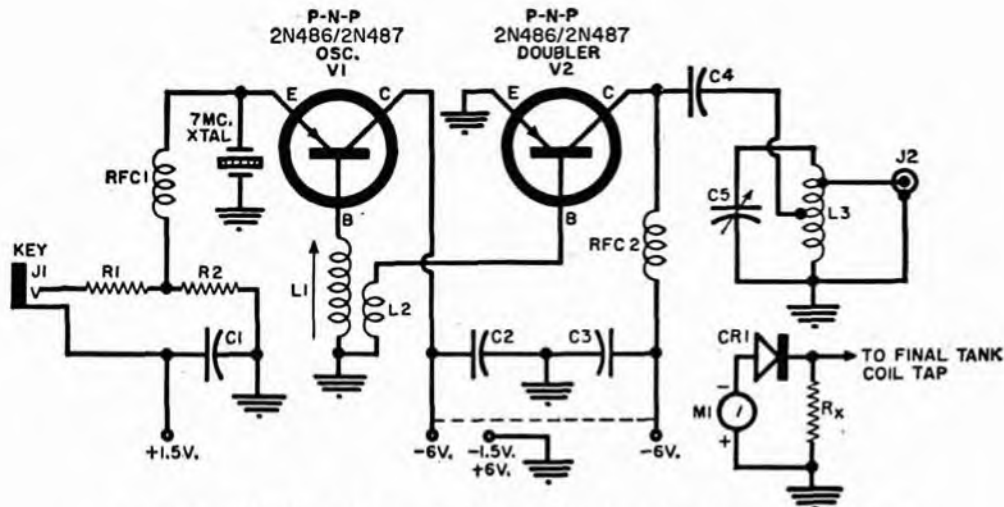 P-N-P
2N486/2N487
OSC.
V1
P-N-P
2N486/2N487
DOUBLER
V2
E
C
B
E
C
B
7MC.
XTAL
RFC1
C4
J2
C5
L3
KEY
J1
R1
R2
L1
L2
RFC2
C1
C2
C3
CR1
TO FINAL TANK
COIL TAP
-
M1
+
Rx
+1.5V.
-6V.
-1.5V.
+6V.
-6V.